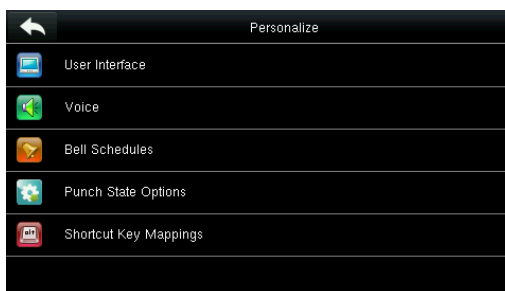 Personalize
User Interface
Voice
Bell Schedules
Punch State Options
Shortcut Key Mappings